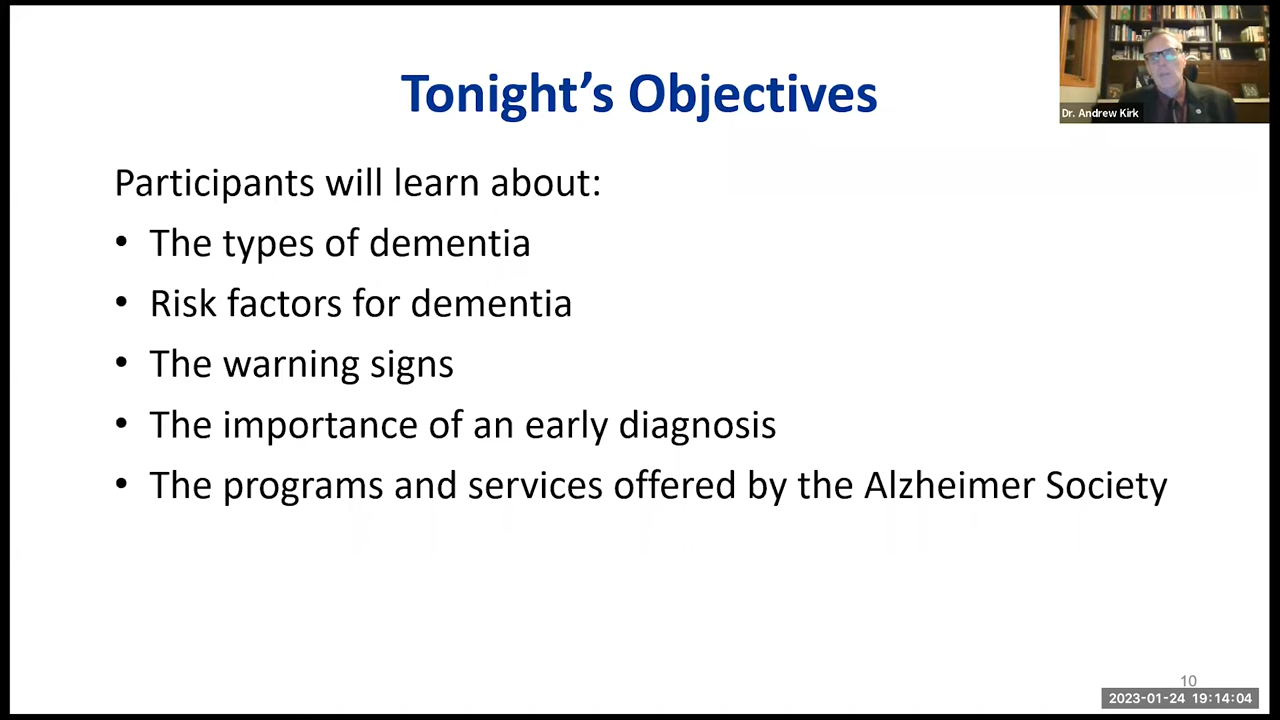 Tonight’s Objectives
Dr. Andrew Kirk
Participants will learn about:
• The types of dementia
• Risk factors for dementia
• The warning signs
• The importance of an early diagnosis
• The programs and services offered by the Alzheimer Society
10
2023-01-24 19:14:04